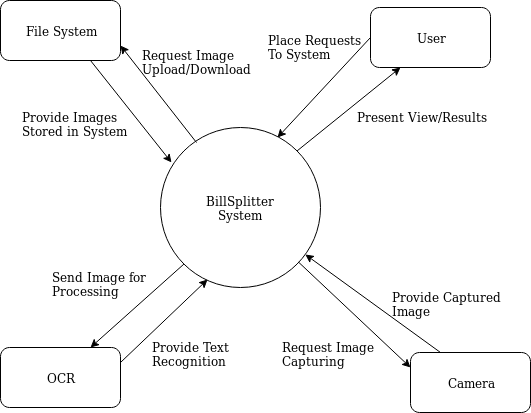 File System
User
Request Image
Upload/Download
Place Requests
To System
Provide Images
Stored in System
Present View/Results
BillSplitter
System
Send Image for
Processing
Provide Captured
Image
Provide Text
Recognition
Request Image
Capturing
OCR
Camera